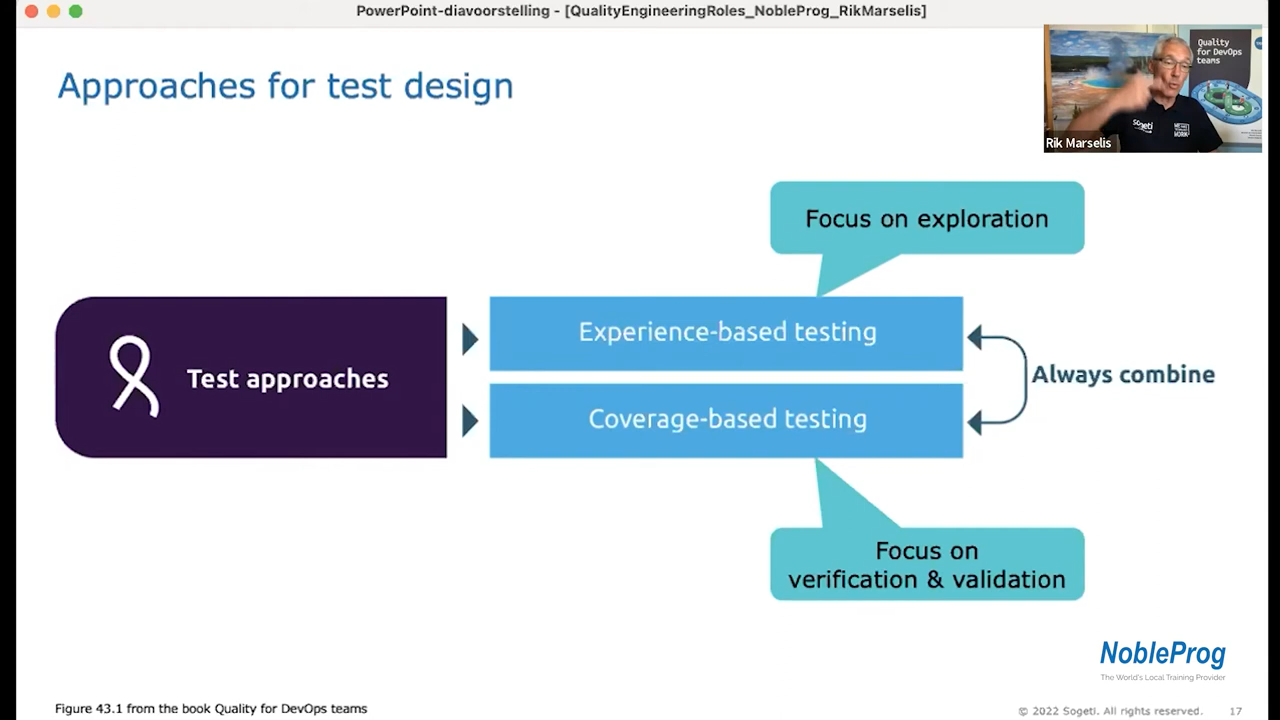 PowerPoint-diavoorstelling - [QualityEngineeringRoles_NobleProg_RikMarselis]
Approaches for test design
Quality
for DevOps
teams
sogeti
Rik Marselis
Focus on exploration
Test approaches
Experience-based testing
Coverage-based testing
Always combine
Focus on
verification & validation
NobleProg
The World's Local Training Provider
Figure 43.1 from the book Quality for DevOps teams
© 2022 Sogeti. All rights reserved.
17